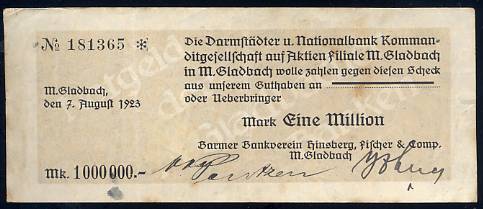 № 181365 *
Die Darmstädter u. Nationalbank Komman-
ditgesellschaft auf Aktien Filiale M. Gladbach
in M. Gladbach wolle zahlen gegen diesen Scheck
aus unserem Guthaben an
oder Ueberbringer
M. Gladbach,
den 7. August 1923
Mark Eine Million
Barmer Bankverein Hinsberg, Fischer & Comp.
M. Gladbach
Mk. 1000000.-